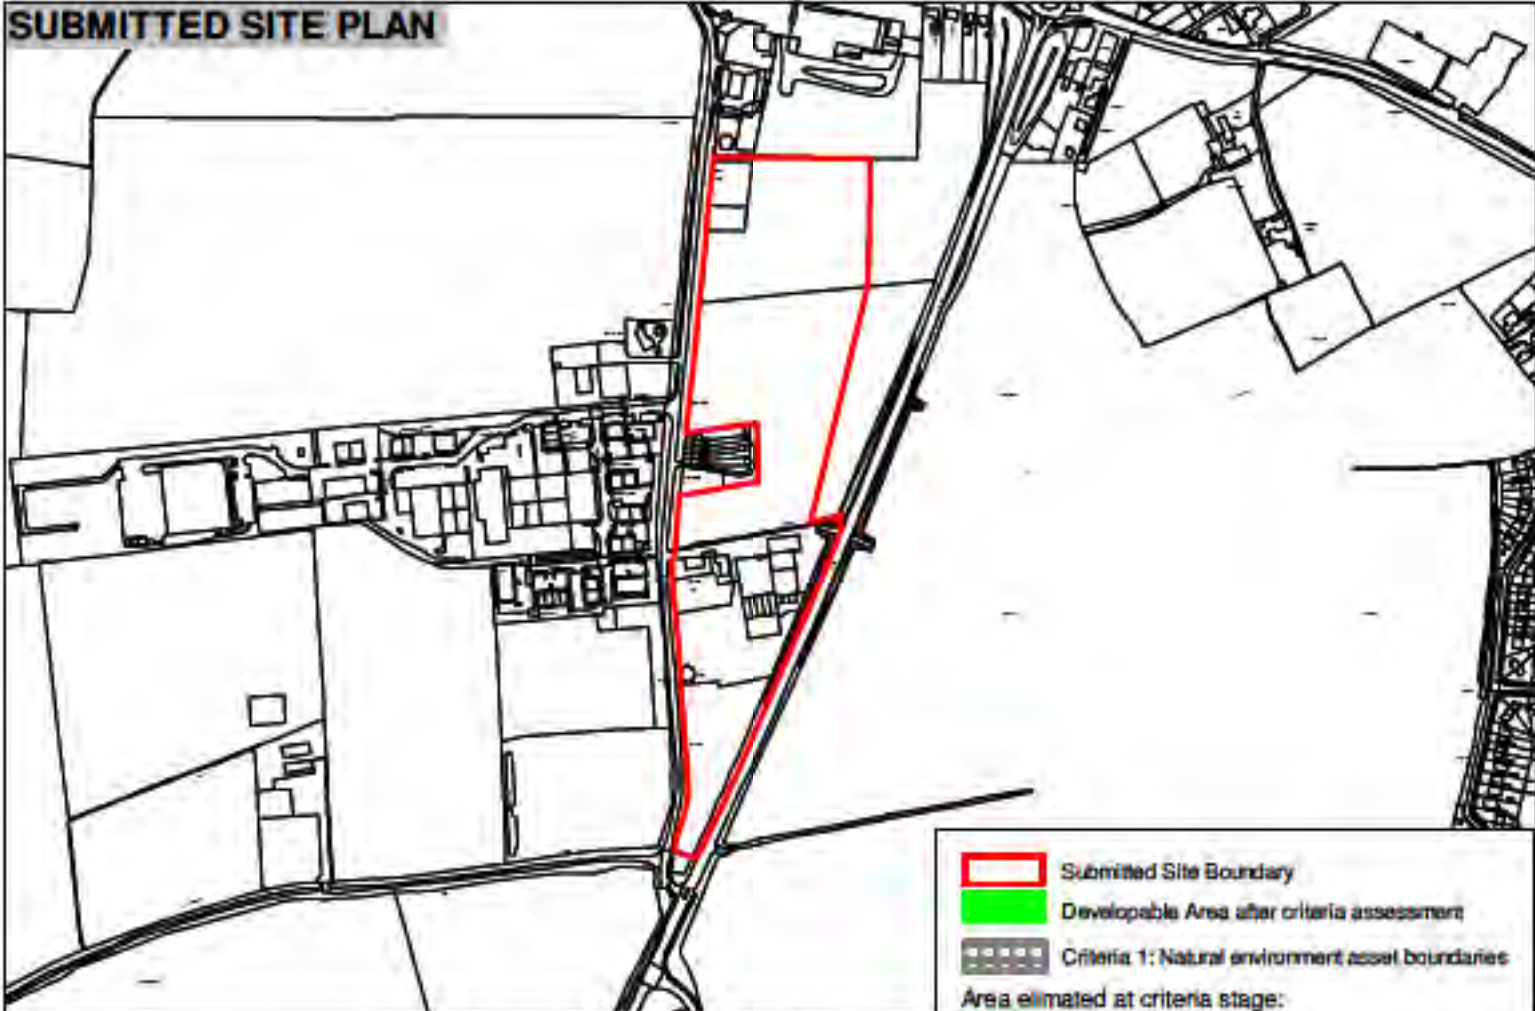 SUBMITTED SITE PLAN
Submitted Site Boundary
Developable Area after criteria assessment
Criteria 1: Natural environment asset boundaries
Area elimated at criteria stage: